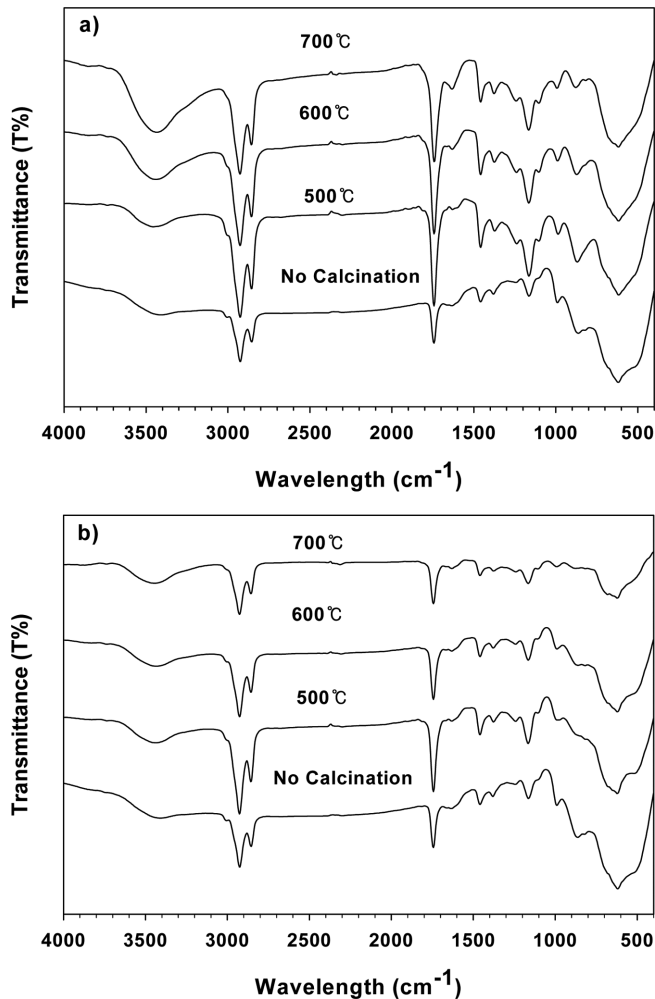 a)
700℃
600℃
500℃
No Calcination
Transmittance (T%)
4000 3500 3000 2500 2000 1500 1000 500
Wavelength (cm-1)
b)
700℃
600℃
500℃
No Calcination
Transmittance (T%)
4000 3500 3000 2500 2000 1500 1000 500
Wavelength (cm-1)